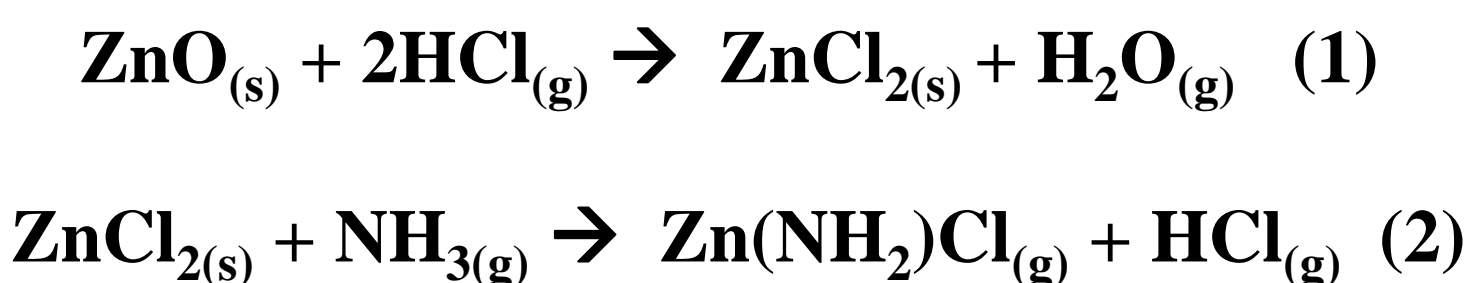 ZnO(s) + 2HCl(g) → ZnCl2(s) + H2O(g) (1)
ZnCl2(s) + NH3(g) → Zn(NH2)Cl(g) + HCl(g) (2)